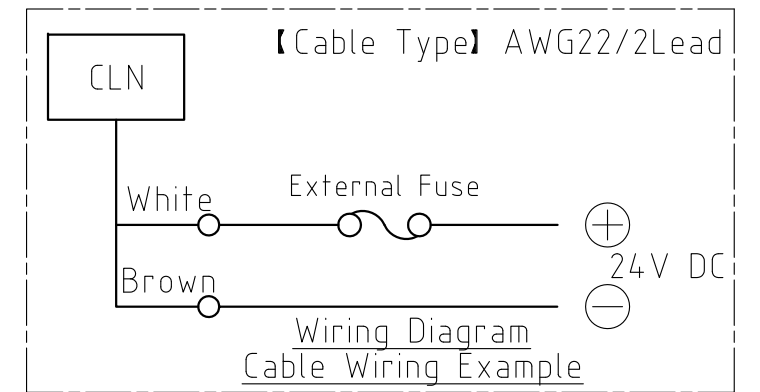 【Cable Type】 AWG22/2Lead
CLN
White
External Fuse
+
24V DC
Brown
−
Wiring Diagram
Cable Wiring Example